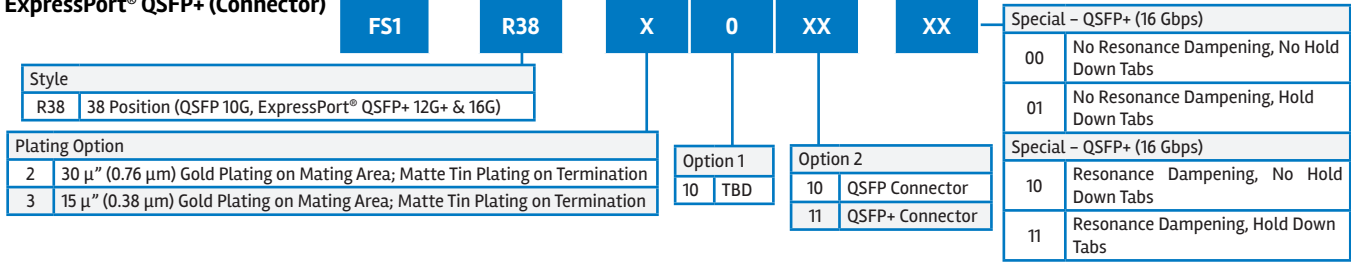 ExpressPort® QSFP+ (Connector)
FS1 R38 X 0 XX XX
Style
R38 38 Position (QSFP 10G, ExpressPort® QSFP+ 12G+ & 16G)
Plating Option
2 30 µ” (0.76 µm) Gold Plating on Mating Area; Matte Tin Plating on Termination
3 15 µ” (0.38 µm) Gold Plating on Mating Area; Matte Tin Plating on Termination
Option 1
10 TBD
Option 2
10 QSFP Connector
11 QSFP+ Connector
Special – QSFP+ (16 Gbps)
00 No Resonance Dampening, No Hold
Down Tabs
01 No Resonance Dampening, Hold
Down Tabs
Special – QSFP+ (16 Gbps)
10 Resonance Dampening, No Hold
Down Tabs
11 Resonance Dampening, Hold Down
Tabs